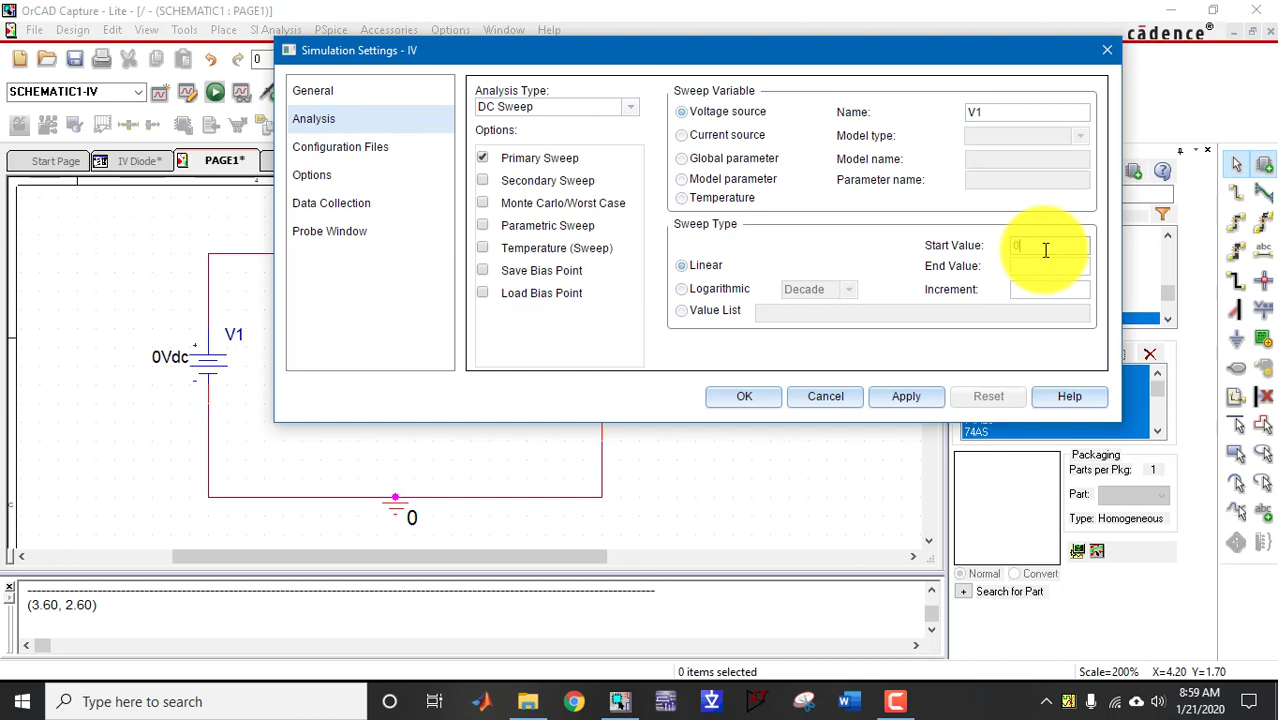 OrCAD Capture - Lite - [/ - (SCHEMATIC1 : PAGE1)]
File Design Edit View Tools Place SI Analysis PSpice Accessories Options Window Help
cadence
0
SCHEMATIC1-IV
Start Page
IV Diode*
PAGE1*
Simulation Settings - IV
General
Analysis
Configuration Files
Options
Data Collection
Probe Window
Analysis Type:
DC Sweep
Options:
Primary Sweep
Secondary Sweep
Monte Carlo/Worst Case
Parametric Sweep
Temperature (Sweep)
Save Bias Point
Load Bias Point
Sweep Variable
Voltage source
Current source
Global parameter
Model parameter
Temperature
Name: V1
Model type:
Model name:
Parameter name:
Sweep Type
Linear
Logarithmic Decade
Value List
Start Value: 0
End Value:
Increment:
OK Cancel Apply Reset Help
V1
0Vdc
+
-
0
4
74AS
Packaging
Parts per Pkg: 1
Part:
Type: Homogeneous
Normal Convert
+ Search for Part
(3.60, 2.60)
0 items selected
Scale=200% X=4.20 Y=1.70
Type here to search
8:59 AM
1/21/2020